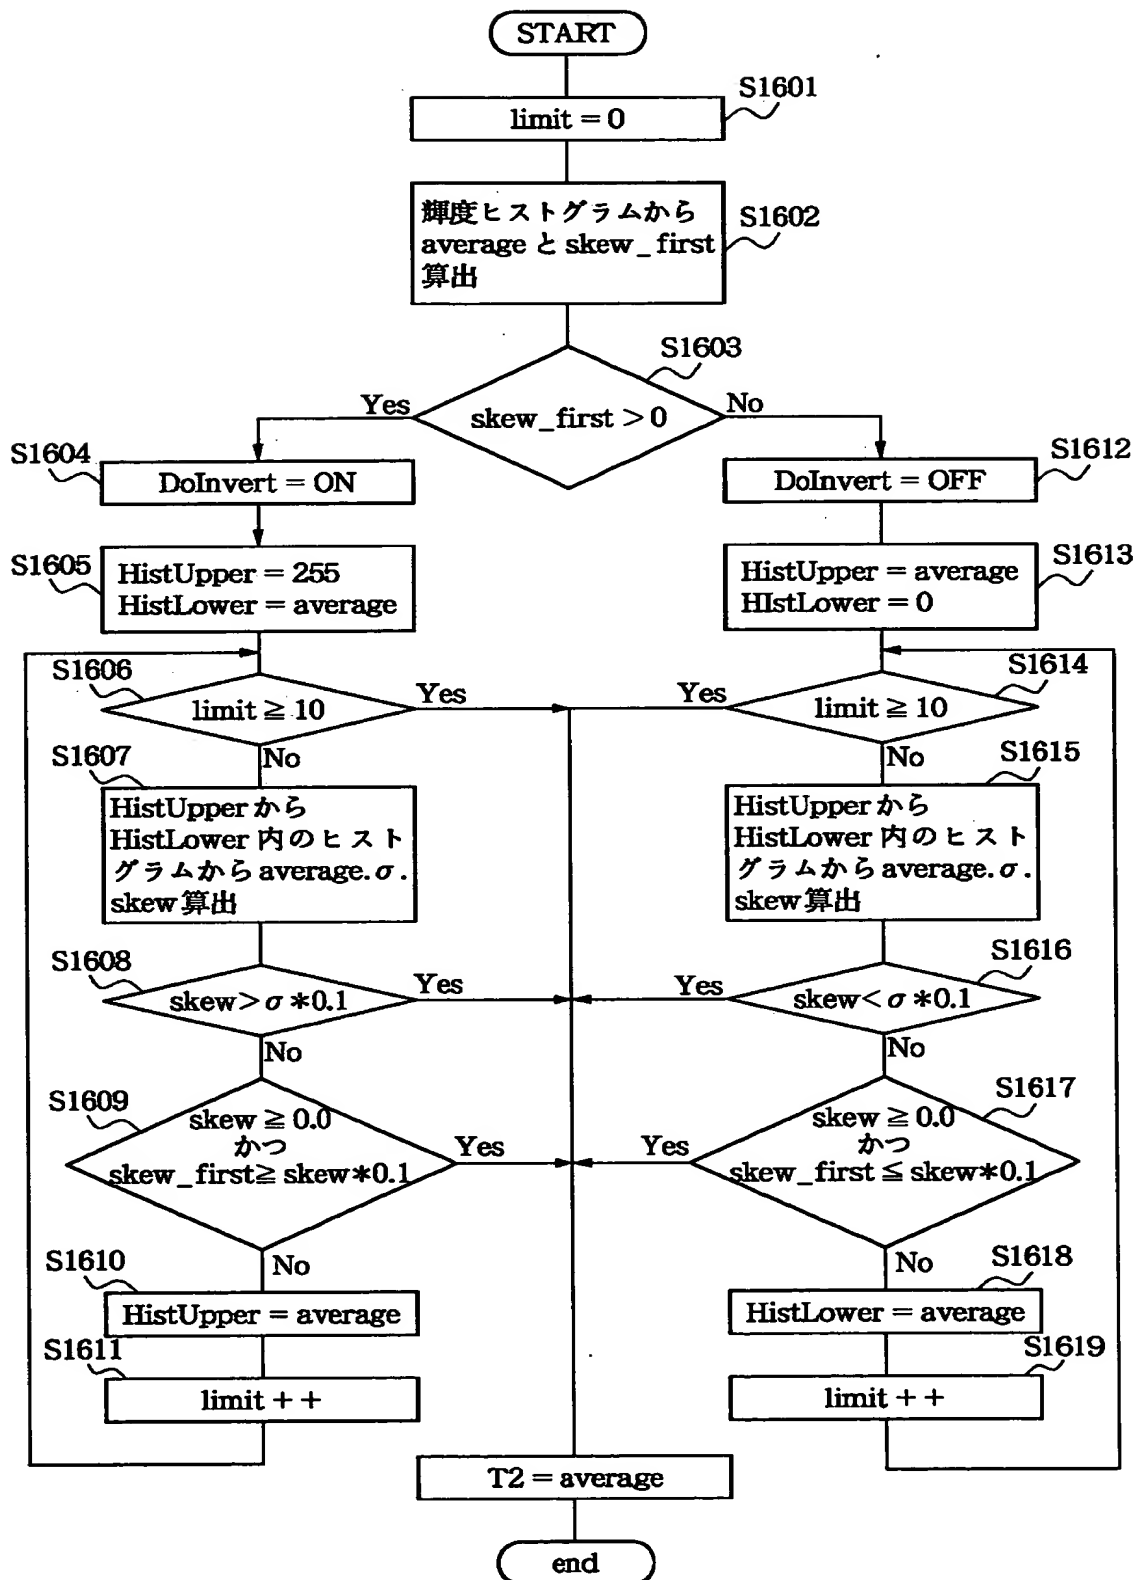 START
S1601
limit = 0
S1602
輝度ヒストグラムから
average と skew_first
算出
S1603
skew_first > 0
Yes
No
S1604
DoInvert = ON
S1612
DoInvert = OFF
S1605
HistUpper = 255
HistLower = average
S1613
HistUpper = average
HIstLower = 0
S1606
limit ≧ 10
Yes
No
S1614
limit ≧ 10
Yes
No
S1607
HistUpper から
HistLower 内のヒスト
グラムから average.σ.
skew 算出
S1615
HistUpper から
HistLower 内のヒスト
グラムから average.σ.
skew 算出
S1608
skew > σ *0.1
Yes
No
S1616
skew < σ *0.1
Yes
No
S1609
skew ≧ 0.0
かつ
skew_first ≧ skew*0.1
Yes
No
S1617
skew ≧ 0.0
かつ
skew_first ≦ skew*0.1
Yes
No
S1610
HistUpper = average
S1618
HistLower = average
S1611
limit + +
S1619
limit + +
T2 = average
end